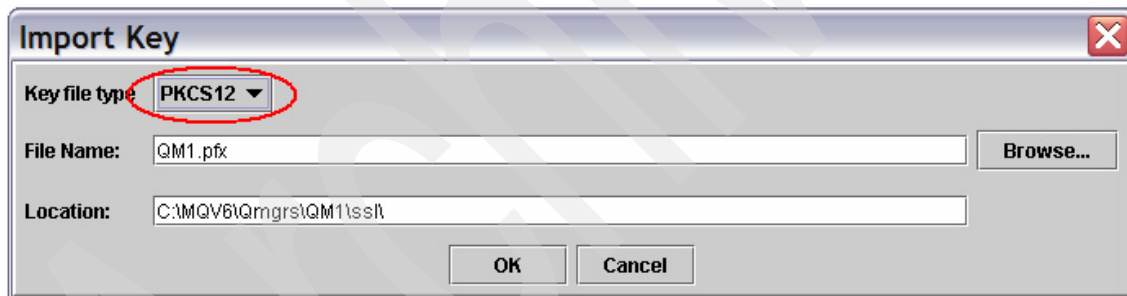 Import Key
Key file type PKCS12
File Name: QM1.pfx Browse...
Location: C:\MQV6\Qmgrs\QM1\ssl\
OK Cancel